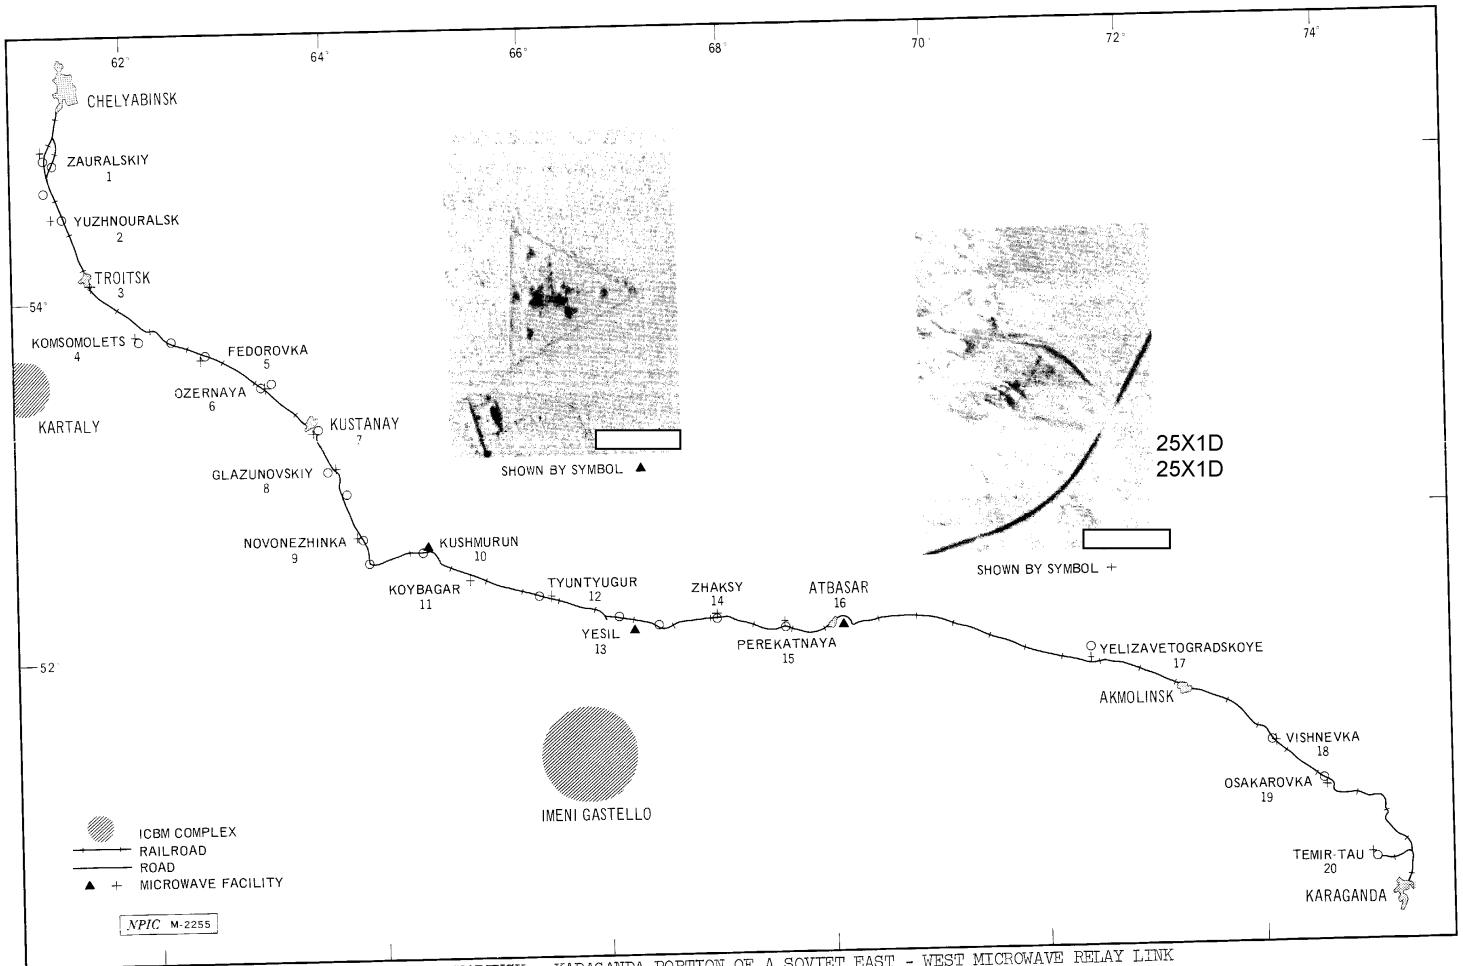 62°
64°
66°
68°
70°
72°
74°
CHELYABINSK
ZAURALSKIY
1
YUZHNOURALSK
2
TROITSK
3
54°
KOMSOMOLETS
4
FEDOROVKA
5
OZERNAYA
6
KARTALY
KUSTANAY
7
GLAZUNOVSKIY
8
SHOWN BY SYMBOL ▲
25X1D
25X1D
NOVONEZHINKA
9
KUSHMURUN
10
SHOWN BY SYMBOL +
KOYBAGAR
11
TYUNTYUGUR
12
ZHAKSY
14
ATBASAR
16
YESIL
13
PEREKATNAYA
15
52°
YELIZAVETOGRADSKOYE
17
AKMOLINSK
VISHNEVKA
18
OSAKAROVKA
19
IMENI GASTELLO
ICBM COMPLEX
RAILROAD
ROAD
▲ + MICROWAVE FACILITY
TEMIR-TAU
20
KARAGANDA
NPIC M-2255
KARAGANDA PORTION OF A SOVIET EAST - WEST MICROWAVE RELAY LINK